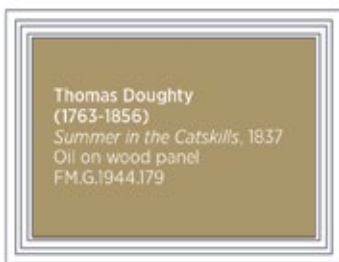 Thomas Doughty
(1763-1856)
Summer in the Catskills, 1837
Oil on wood panel
FM.G.1944.179